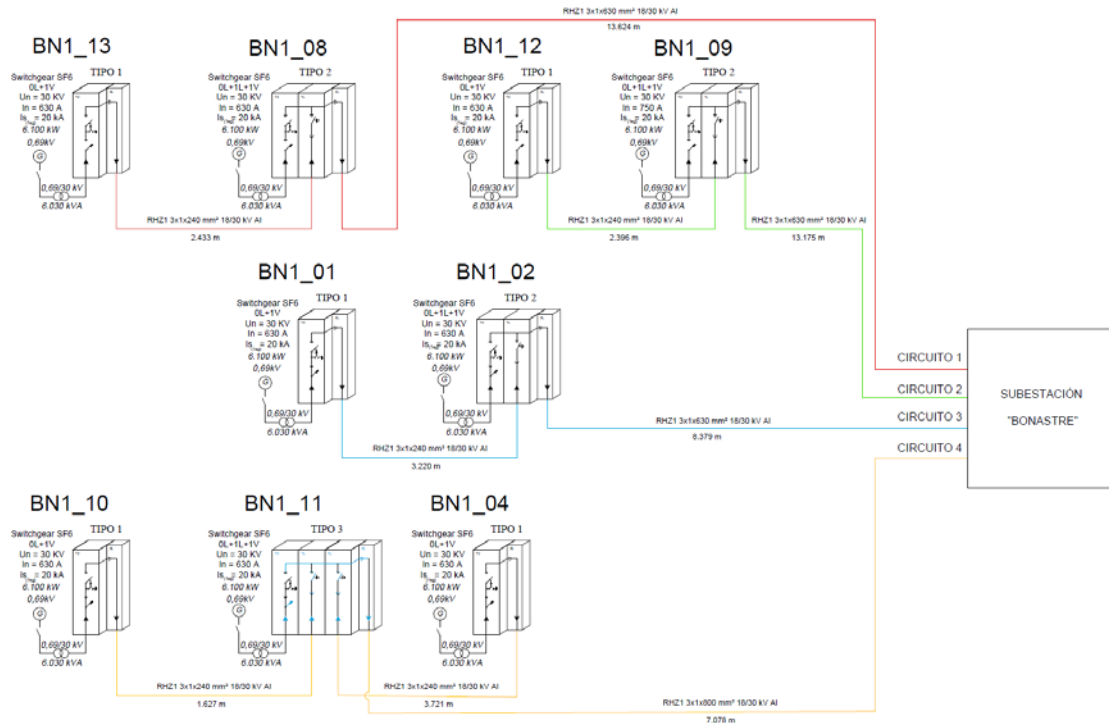 RHZ1 3x1x630 mm² 18/30 kV Al
13.624 m
BN1_13
TIPO 1
Switchgear SF6
0L+1V
Un = 30 KV
In = 630 A
Is = 20 kA
6.100 kW
0,69kV
G
0,69/30 kV
6.030 kVA
RHZ1 3x1x240 mm² 18/30 kV Al
2.433 m
BN1_08
TIPO 2
Switchgear SF6
0L+1L+1V
Un = 30 KV
In = 630 A
Is = 20 kA
6.100 kW
0,69kV
G
0,69/30 kV
6.030 kVA
BN1_12
TIPO 1
Switchgear SF6
0L+1V
Un = 30 KV
In = 630 A
Is = 20 kA
6.100 kW
0,69kV
G
0,69/30 kV
6.030 kVA
RHZ1 3x1x240 mm² 18/30 kV Al
2.396 m
BN1_09
TIPO 2
Switchgear SF6
0L+1L+1V
Un = 30 KV
In = 750 A
Is = 20 kA
6.100 kW
0,69kV
G
0,69/30 kV
6.030 kVA
RHZ1 3x1x630 mm² 18/30 kV Al
13.175 m
BN1_01
TIPO 1
Switchgear SF6
0L+1V
Un = 30 KV
In = 630 A
Is = 20 kA
6.100 kW
0,69kV
G
0,69/30 kV
6.030 kVA
RHZ1 3x1x240 mm² 18/30 kV Al
3.220 m
BN1_02
TIPO 2
Switchgear SF6
0L+1L+1V
Un = 30 KV
In = 630 A
Is = 20 kA
6.100 kW
0,69kV
G
0,69/30 kV
6.030 kVA
RHZ1 3x1x630 mm² 18/30 kV Al
8.379 m
CIRCUITO 1
CIRCUITO 2
CIRCUITO 3
CIRCUITO 4
SUBESTACIÓN
"BONASTRE"
BN1_10
TIPO 1
Switchgear SF6
0L+1V
Un = 30 KV
In = 630 A
Is = 20 kA
6.100 kW
0,69kV
G
0,69/30 kV
6.030 kVA
RHZ1 3x1x240 mm² 18/30 kV Al
1.627 m
BN1_11
TIPO 3
Switchgear SF6
0L+1L+1V
Un = 30 KV
In = 630 A
Is = 20 kA
6.100 kW
0,69kV
G
0,69/30 kV
6.030 kVA
RHZ1 3x1x240 mm² 18/30 kV Al
3.721 m
BN1_04
TIPO 1
Switchgear SF6
0L+1V
Un = 30 KV
In = 630 A
Is = 20 kA
6.100 kW
0,69kV
G
0,69/30 kV
6.030 kVA
RHZ1 3x1x800 mm² 18/30 kV Al
7.078 m